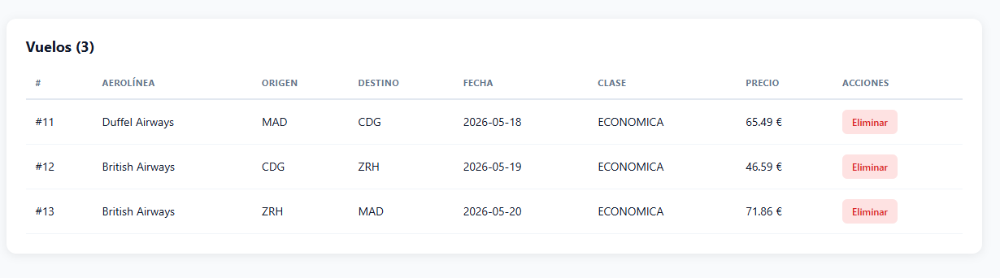 Vuelos (3)
# AEROLÍNEA ORIGEN DESTINO FECHA CLASE PRECIO ACCIONES
#11 Duffel Airways MAD CDG 2026-05-18 ECONOMICA 65.49 € Eliminar
#12 British Airways CDG ZRH 2026-05-19 ECONOMICA 46.59 € Eliminar
#13 British Airways ZRH MAD 2026-05-20 ECONOMICA 71.86 € Eliminar